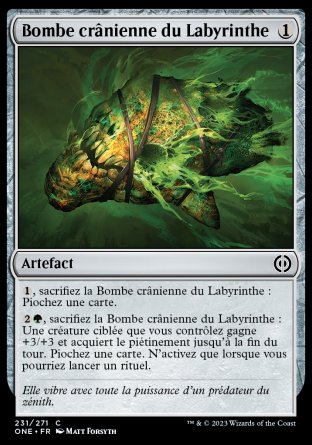 Bombe crânienne du Labyrinthe 1
Artefact
1, sacrifiez la Bombe crânienne du Labyrinthe :
Piochez une carte.
2, sacrifiez la Bombe crânienne du Labyrinthe :
Une créature ciblée que vous contrôlez gagne
+3/+3 et acquiert le piétinement jusqu'à la fin du
tour. Piochez une carte. N'activez que lorsque vous
pourriez lancer un rituel.
Elle vibre avec toute la puissance d'un prédateur du
zénith.
231/271 C
ONE • FR Matt Forsyth
™ & © 2023 Wizards of the Coast